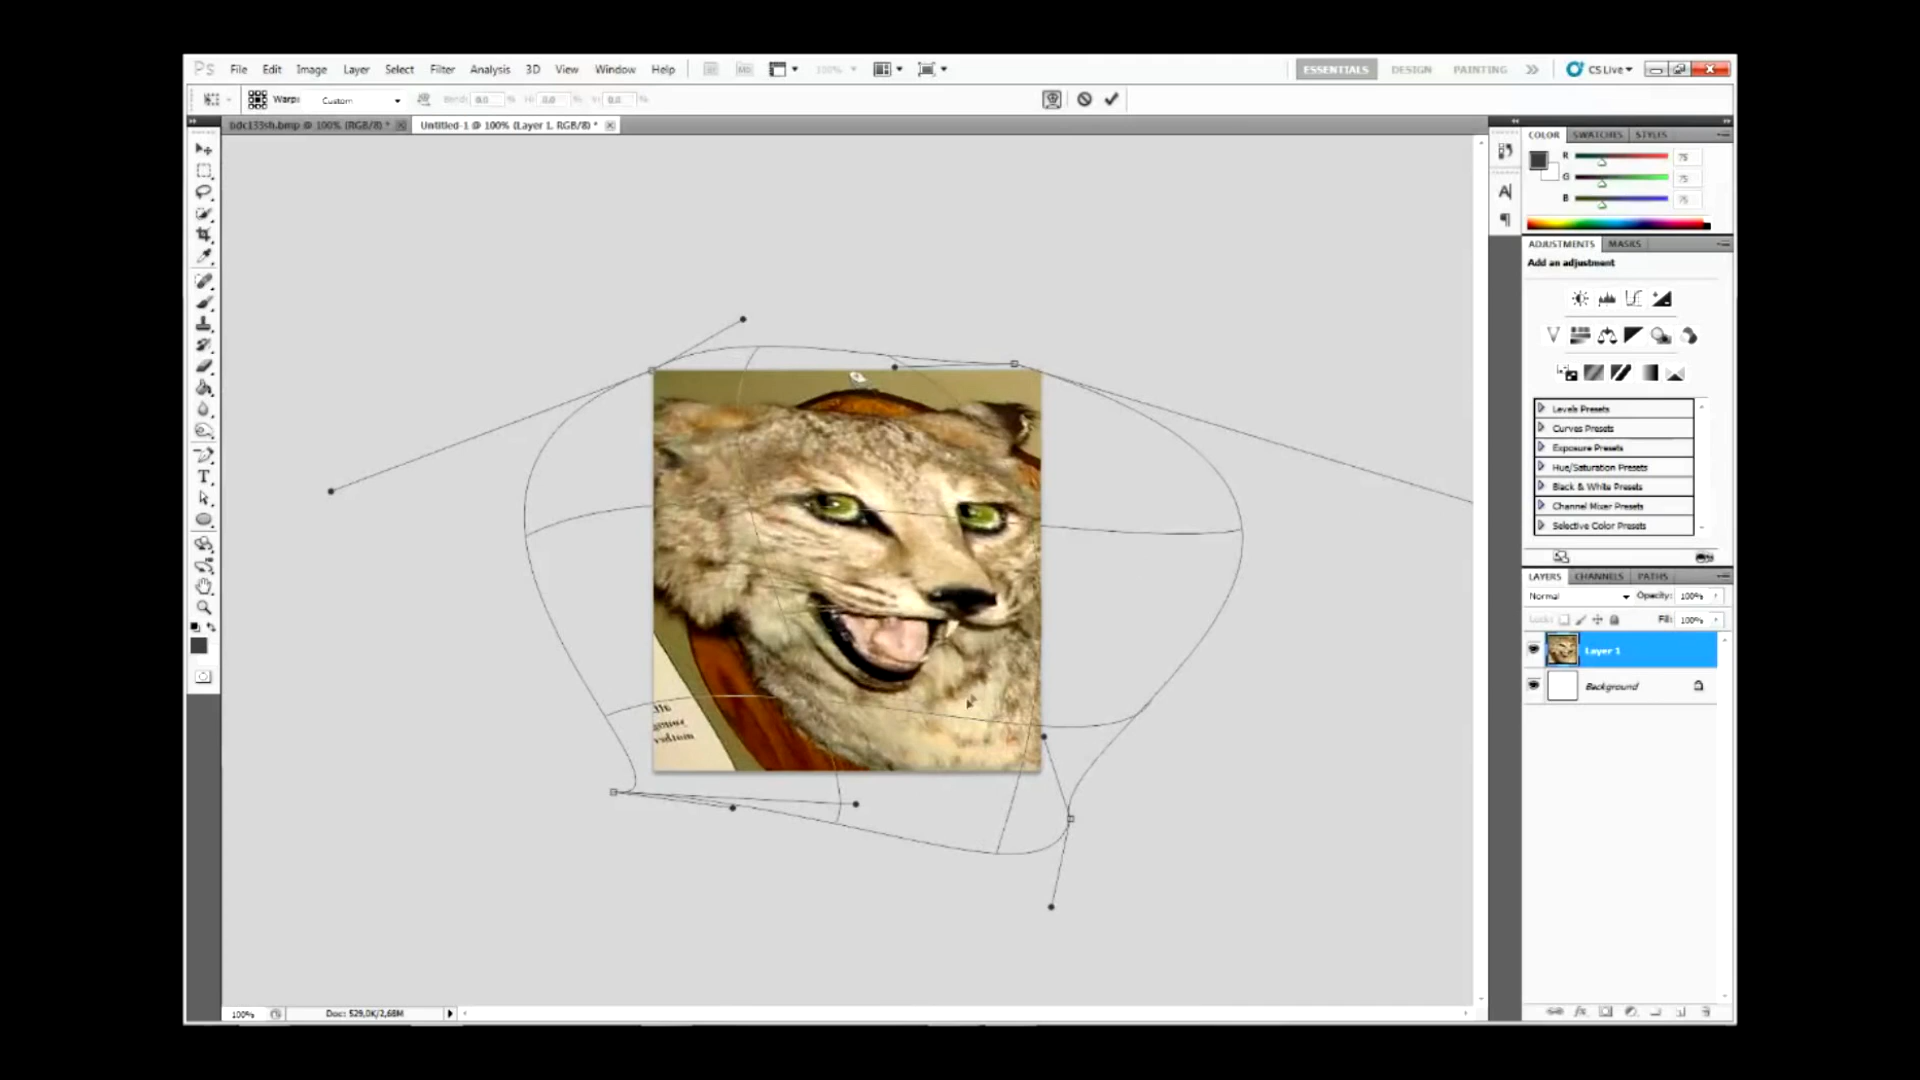 Ps File Edit Image Layer Select Filter Analysis 3D View Window Help 100% ESSENTIALS DESIGN PAINTING CS Live
Warp: Custom Bend: 0.0 % H: 0.0 % V: 0.0 %
bdc133sh.bmp @ 100% (RGB/8) * Untitled-1 @ 100% (Layer 1, RGB/8) *
COLOR SWATCHES STYLES
R 75
G 75
B 75
ADJUSTMENTS MASKS
Add an adjustment
Levels Presets
Curves Presets
Exposure Presets
Hue/Saturation Presets
Black & White Presets
Channel Mixer Presets
Selective Color Presets
LAYERS CHANNELS PATHS
Normal Opacity: 100%
Lock: Fill: 100%
Layer 1
Background
100% Doc: 529,0K/2,68M